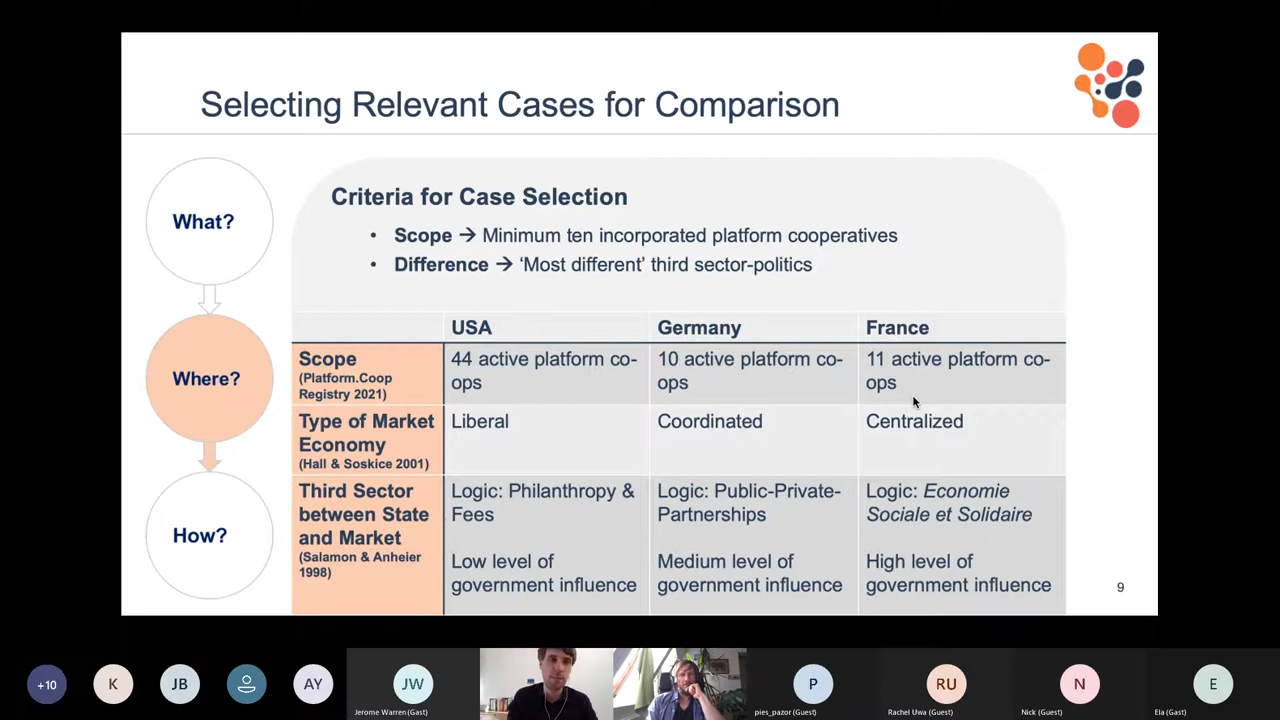 Selecting Relevant Cases for Comparison
What?
Where?
How?
Criteria for Case Selection
• Scope → Minimum ten incorporated platform cooperatives
• Difference → ‘Most different’ third sector-politics
USA
Germany
France
Scope
(Platform.Coop
Registry 2021)
44 active platform co-
ops
10 active platform co-
ops
11 active platform co-
ops
Type of Market
Economy
(Hall & Soskice 2001)
Liberal
Coordinated
Centralized
Third Sector
between State
and Market
(Salamon & Anheier
1998)
Logic: Philanthropy &
Fees
Low level of
government influence
Logic: Public-Private-
Partnerships
Medium level of
government influence
Logic: Economie
Sociale et Solidaire
High level of
government influence
9
+10
K
JB
AY
JW
Jerome Warren (Gast)
P
pies_pazor (Guest)
RU
Rachel Uwa (Guest)
N
Nick (Guest)
E
Ela (Gast)